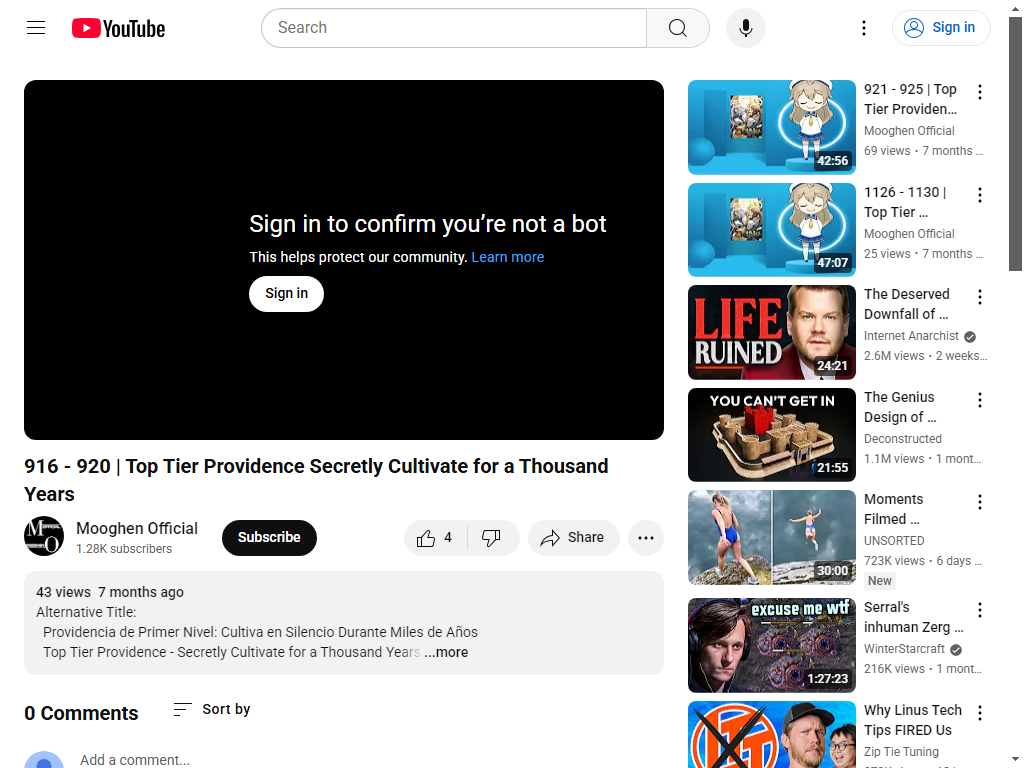 YouTube
Search
Sign in
Sign in to confirm you’re not a bot
This helps protect our community. Learn more
Sign in
916 - 920 | Top Tier Providence Secretly Cultivate for a Thousand
Years
Mooghen Official
1.28K subscribers
Subscribe
4
Share
43 views  7 months ago
Alternative Title:
Providencia de Primer Nivel: Cultiva en Silencio Durante Miles de Años
Top Tier Providence - Secretly Cultivate for a Thousand Years ...more
0 Comments
Sort by
Add a comment...
42:56
921 - 925 | Top
Tier Providen…
Mooghen Official
69 views • 7 months …
47:07
1126 - 1130 |
Top Tier …
Mooghen Official
25 views • 7 months …
LIFE
RUINED
24:21
The Deserved
Downfall of …
Internet Anarchist
2.6M views • 2 weeks…
YOU CAN'T GET IN
21:55
The Genius
Design of …
Deconstructed
1.1M views • 1 mont…
30:00
Moments
Filmed …
UNSORTED
723K views • 6 days …
New
excuse me wtf
1:27:23
Serral's
inhuman Zerg …
WinterStarcraft
216K views • 1 mont…
Why Linus Tech
Tips FIRED Us
Zip Tie Tuning